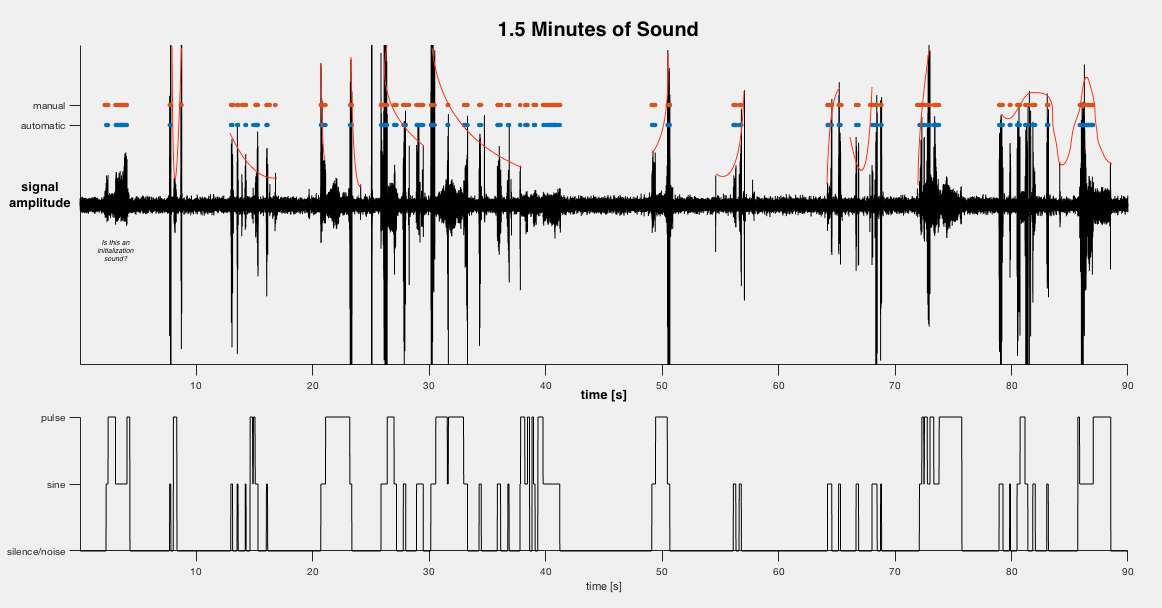 1.5 Minutes of Sound
manual
automatic
signal
amplitude
Is this an
initialization
sound?
10 20 30 40 50 60 70 80 90
time [s]
pulse
sine
silence/noise
10 20 30 40 50 60 70 80 90
time [s]